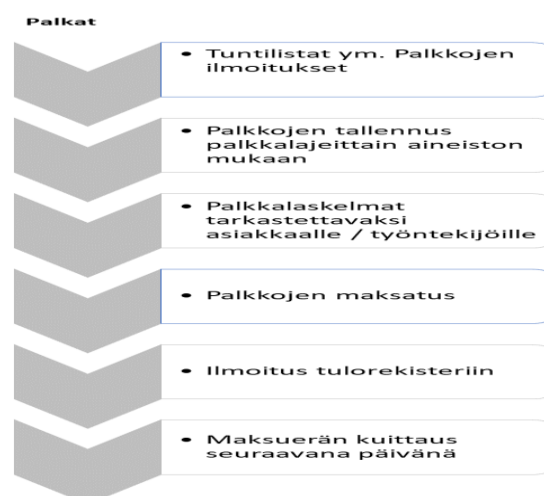 Palkat
• Tuntilistat ym. Palkkojen
ilmoitukset
• Palkkojen tallennus
palkkalajeittain aineiston
mukaan
• Palkkalaskelmat
tarkastettavaksi
asiakkaalle / työntekijöille
• Palkkojen maksatus
• Ilmoitus tulorekisteriin
• Maksuerän kuittaus
seuraavana päivänä